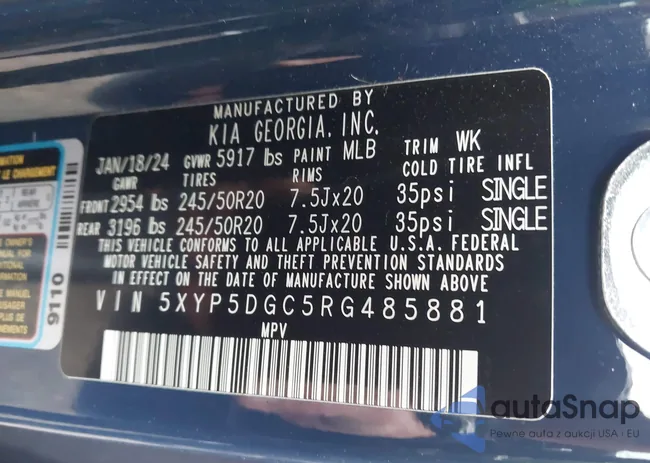 MANUFACTURED BY
KIA GEORGIA, INC.
JAN/18/24 GVWR 5917 lbs PAINT MLB TRIM WK
GAWR TIRES RIMS COLD TIRE INFL
FRONT 2954 lbs 245/50R20 7.5Jx20 35psi SINGLE
REAR 3196 lbs 245/50R20 7.5Jx20 35psi SINGLE
THIS VEHICLE CONFORMS TO ALL APPLICABLE U.S.A. FEDERAL
MOTOR VEHICLE SAFETY AND THEFT PREVENTION STANDARDS
IN EFFECT ON THE DATE OF MANUFACTURE SHOWN ABOVE
VIN 5XYP5DGC5RG485881
MPV
9110
autaSnap
Pewne auta z aukcji USA i EU